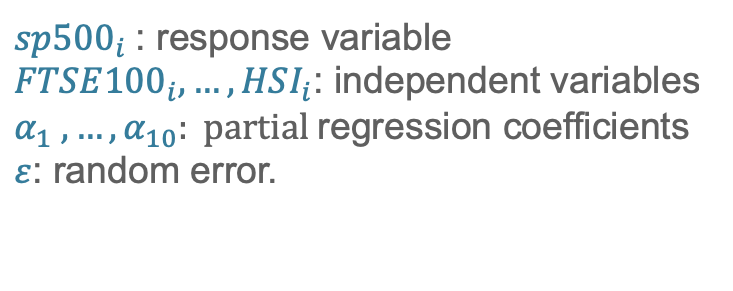 sp500ᵢ : response variable
FTSE100ᵢ, ... , HSIᵢ: independent variables
α₁ , ... , α₁₀: partial regression coefficients
ε: random error.